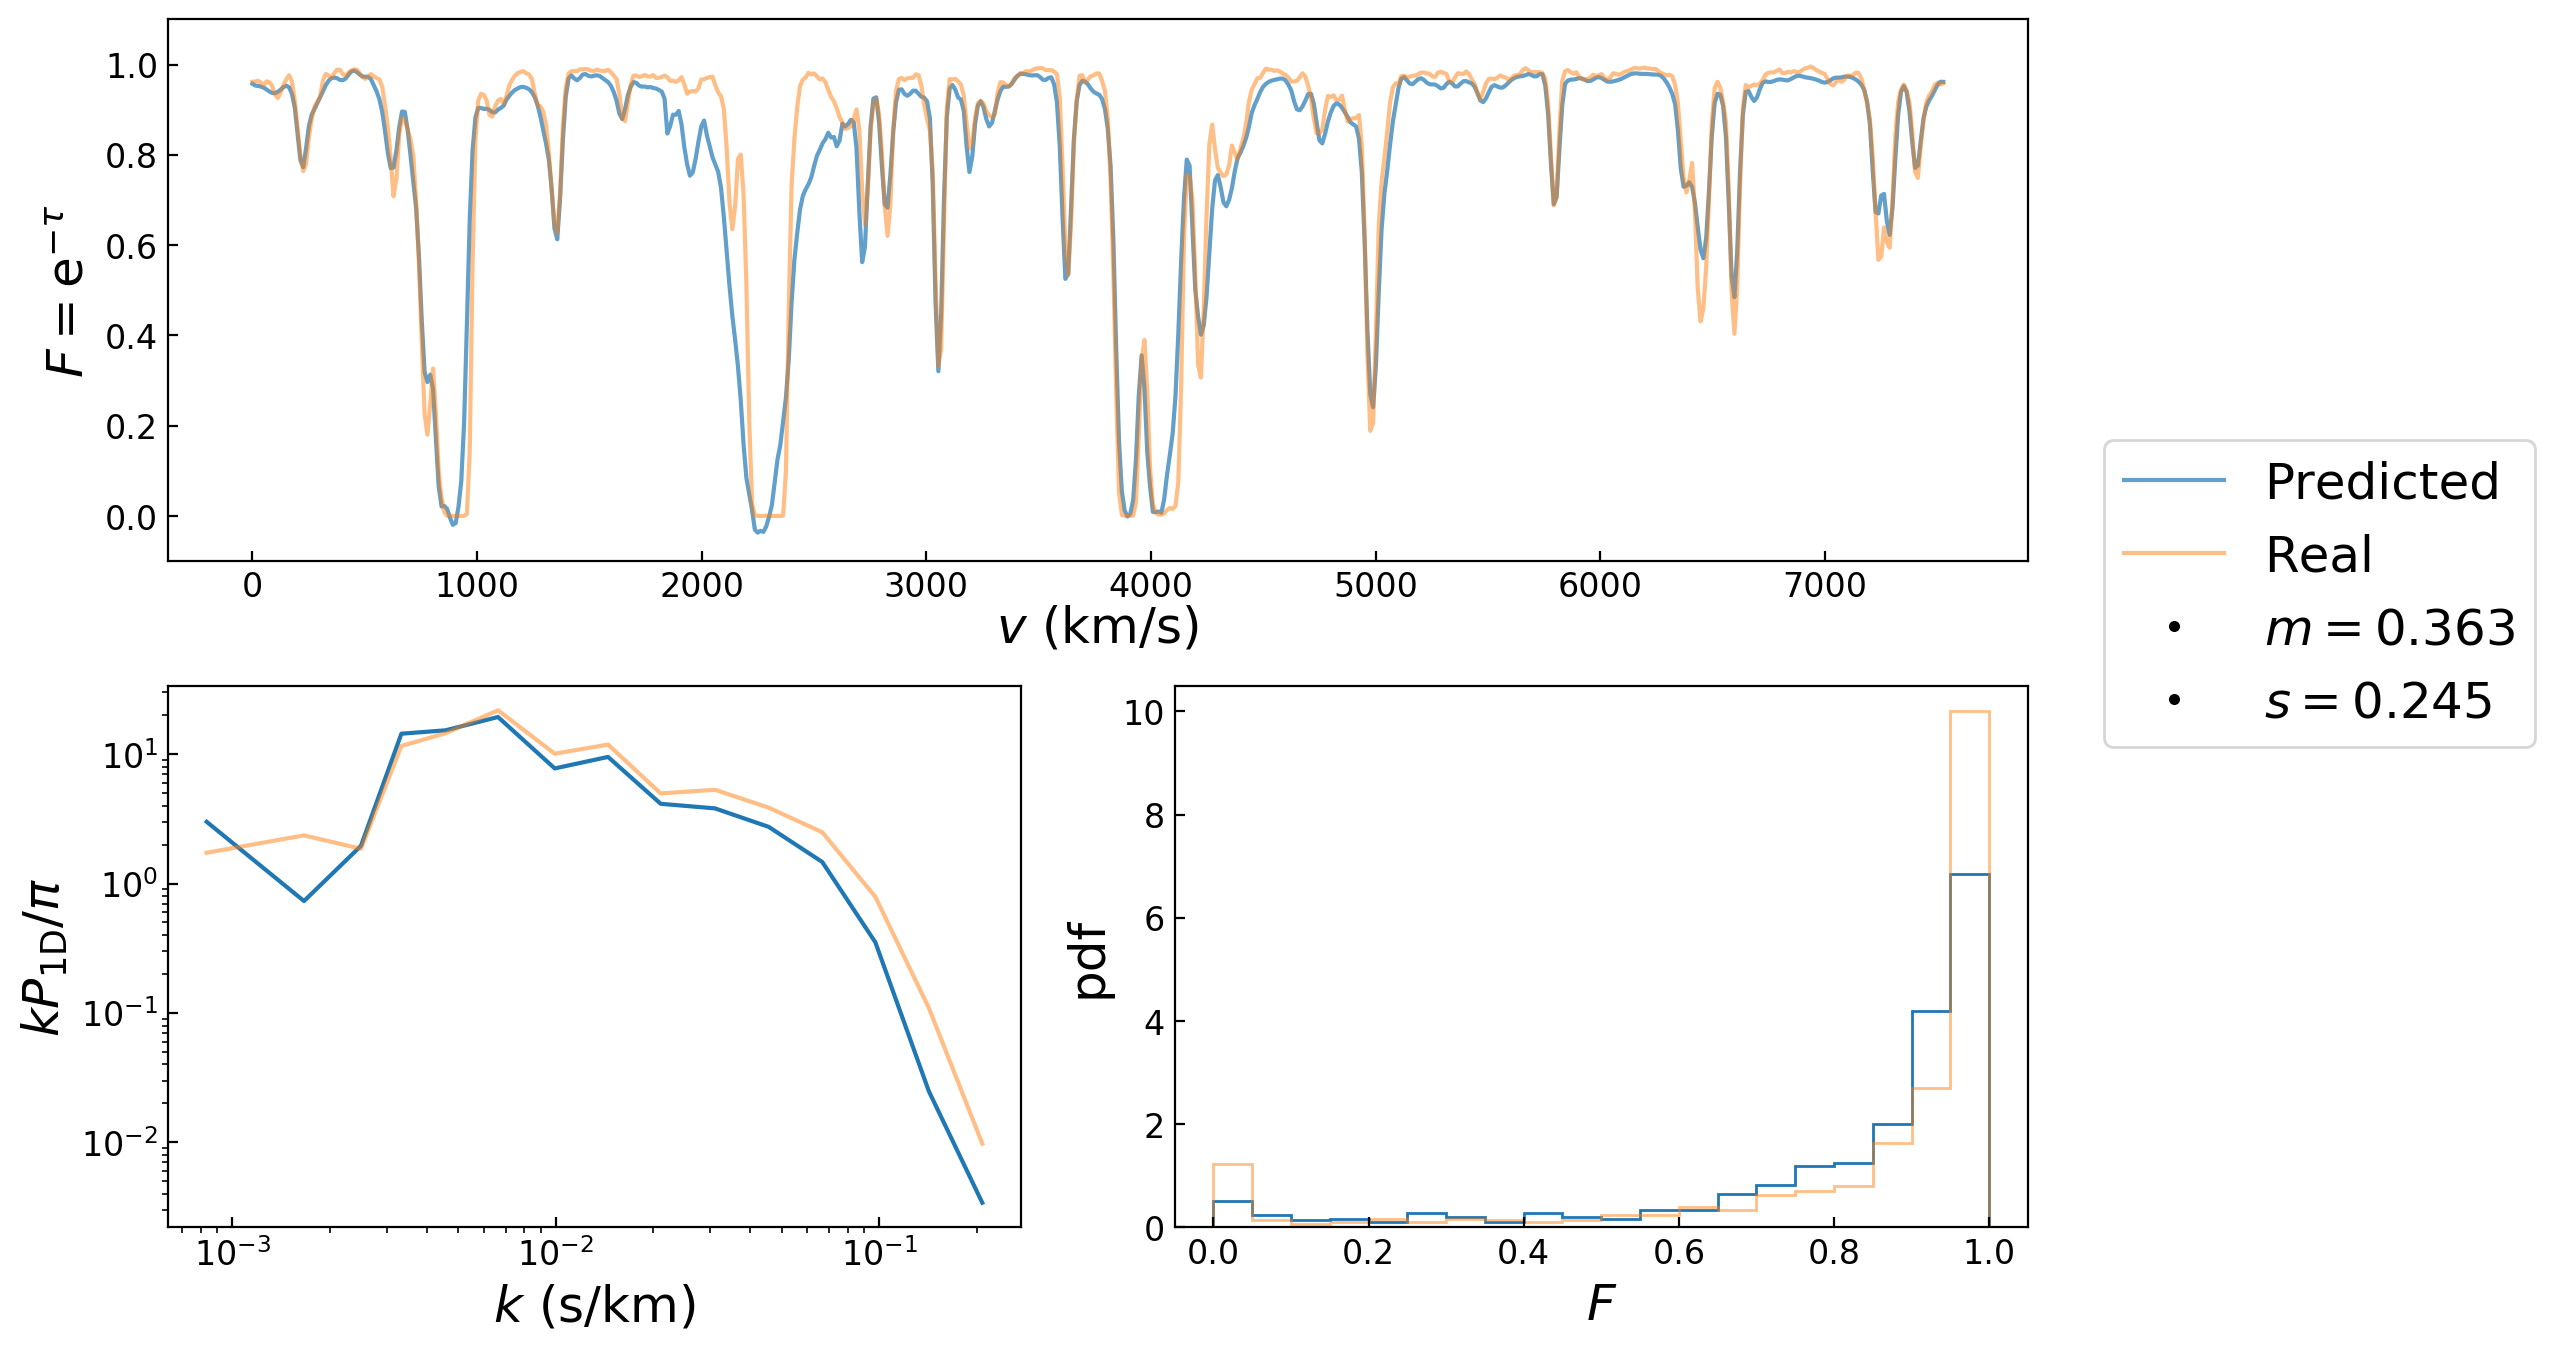 1.0
0.8
0.6
0.4
0.2
0.0
F = e^{-τ}
0 1000 2000 3000 4000 5000 6000 7000
v (km/s)
Predicted
Real
m = 0.363
s = 0.245
10^1
10^0
10^{-1}
10^{-2}
kP_{1D}/π
10^{-3} 10^{-2} 10^{-1}
k (s/km)
10
8
6
4
2
0
pdf
0.0 0.2 0.4 0.6 0.8 1.0
F